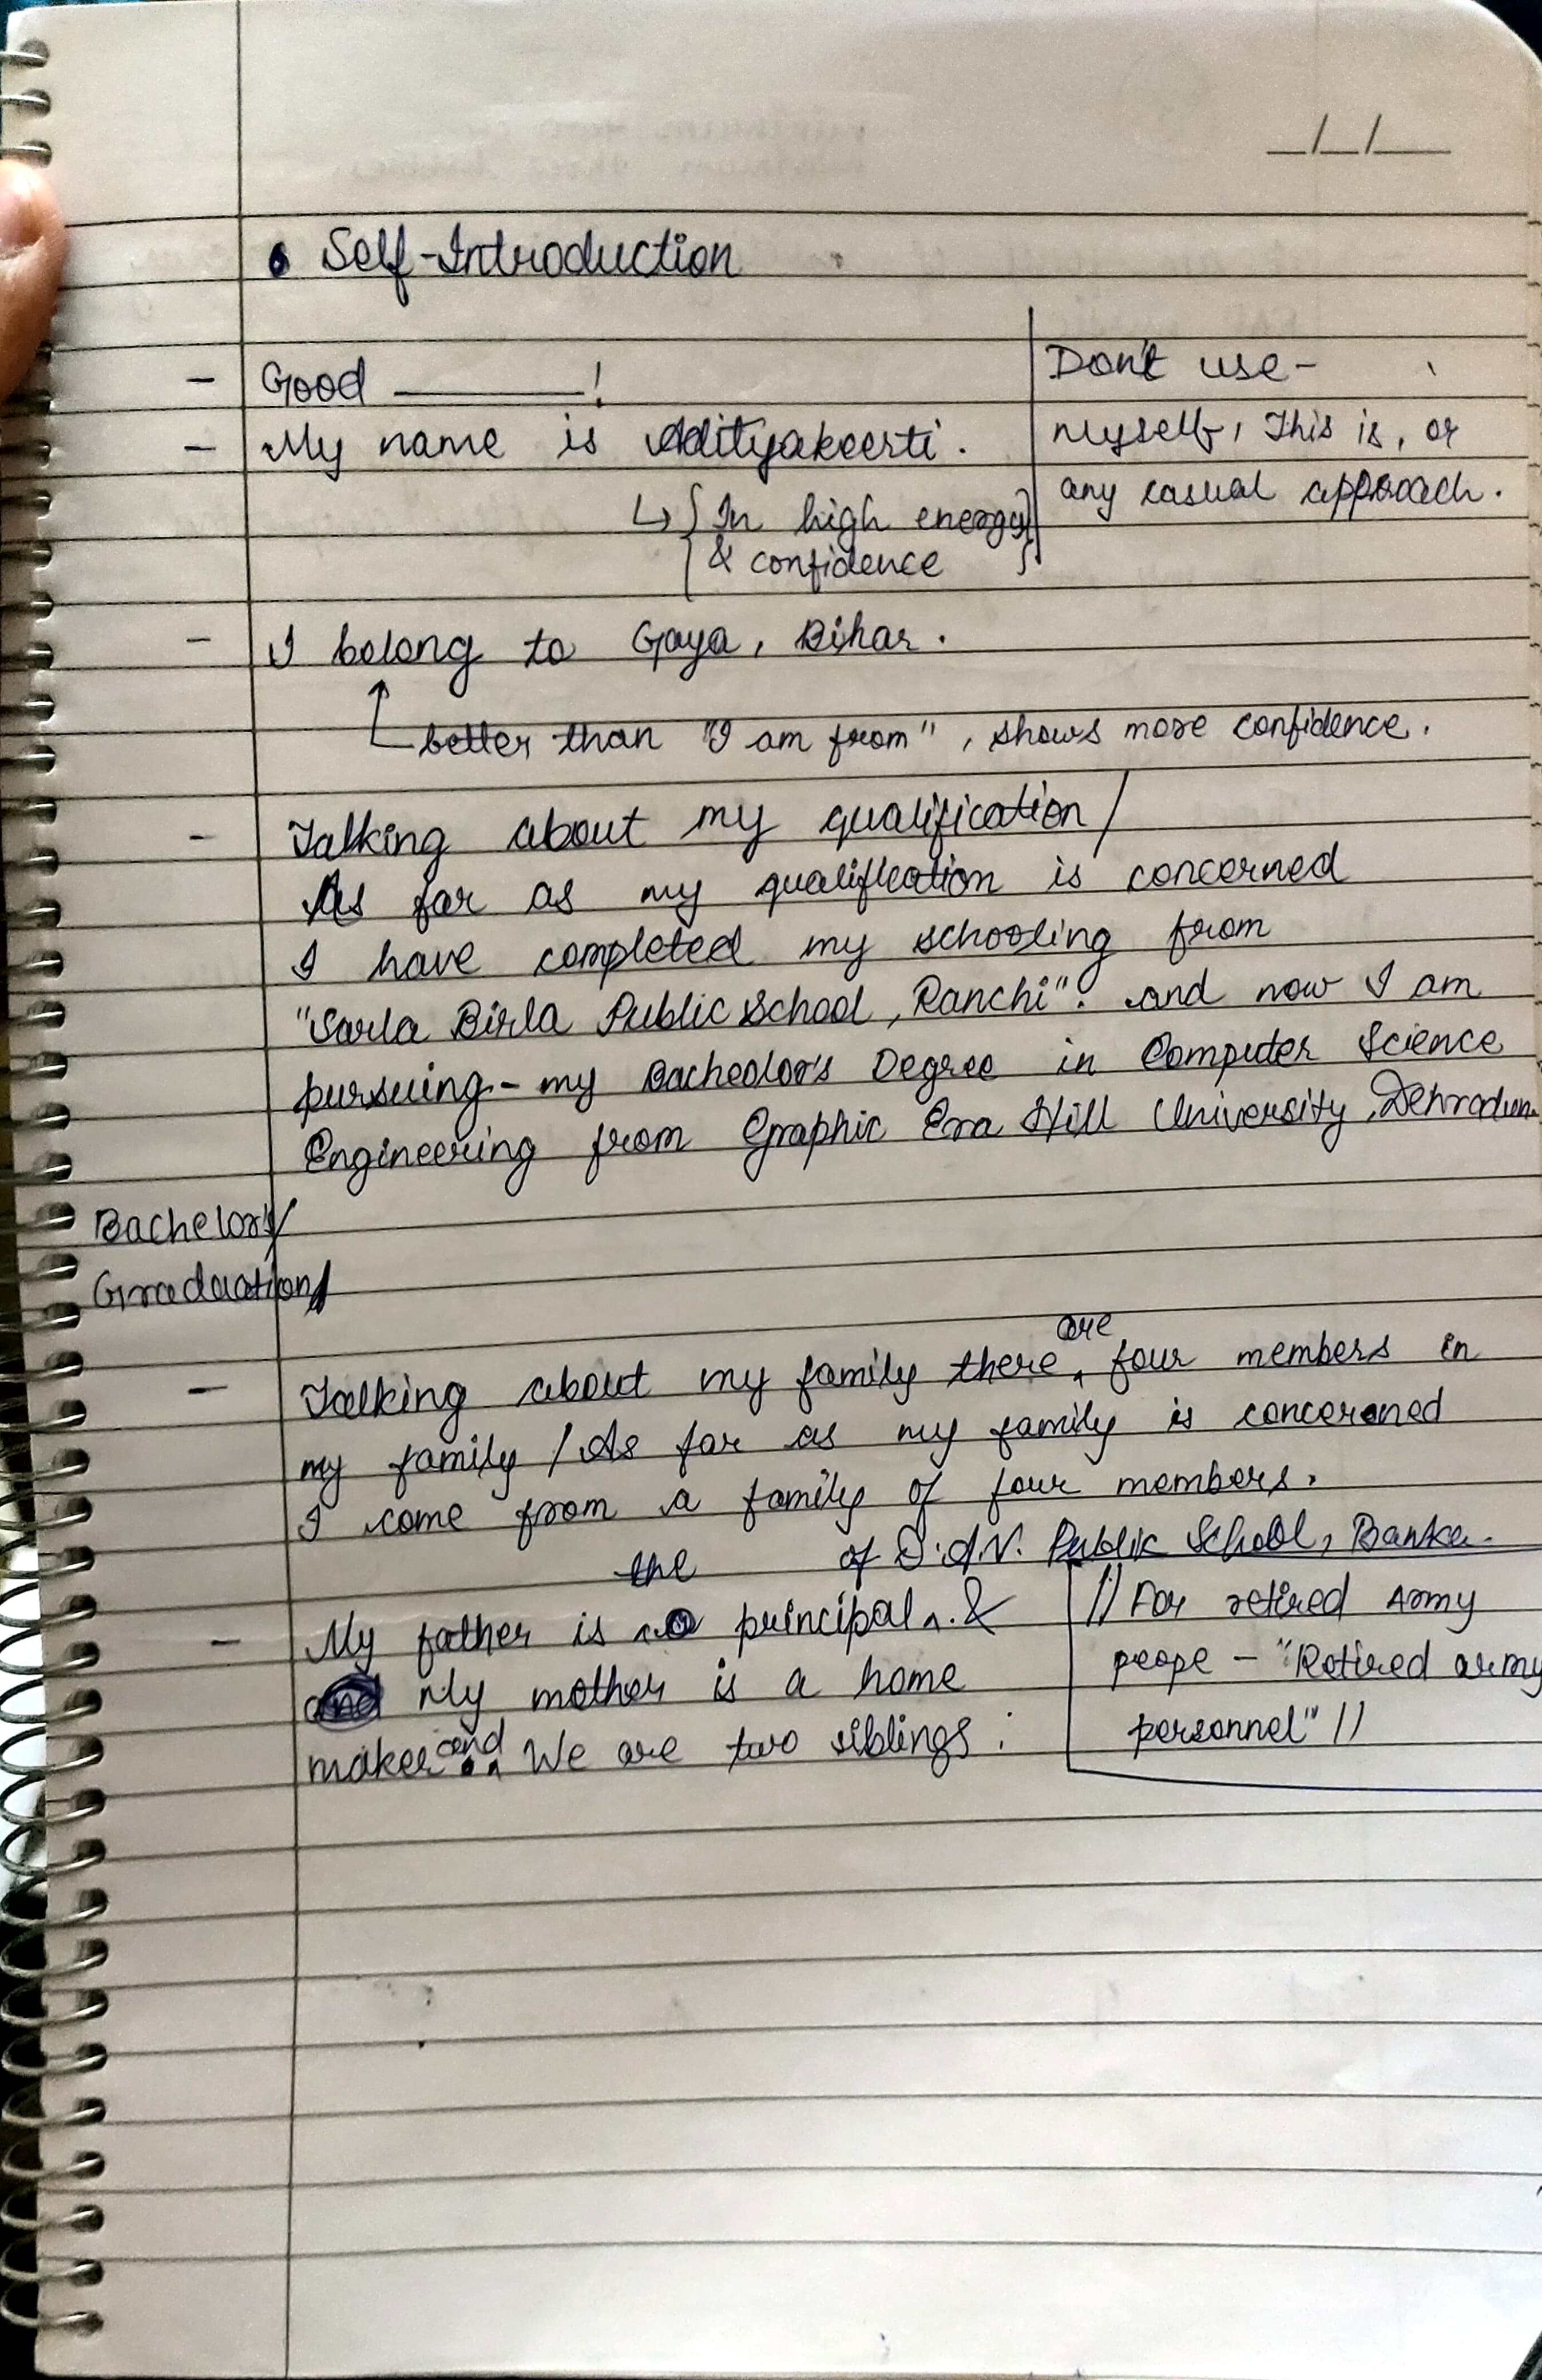 _/_/_
• Self-Introduction
- Good ______!
- My name is Adityakeerti.
↳ {In high energy
& confidence}
Don't use -
myself, This is, or
any casual approach.
- I belong to Gaya, Bihar.
better than "I am from", shows more confidence.
- Talking about my qualification/
As far as my qualification is concerned
I have completed my schooling from
"Sarla Birla Public School, Ranchi". and now I am
pursuing - my Bachedor's Degree in Computer Science
Engineering from Graphic Era Hill University, Dehradun.
Bachelor's/
Graduation/
- Talking about my family there are four members in
my family / As far as my family is concerned
I come from a family of four members.
the of D.A.V. Public School, Banka.
- My father is principal. &
My mother is a home
maker and We are two siblings.
// For retired Army
peope - "Retired army
personnel" //